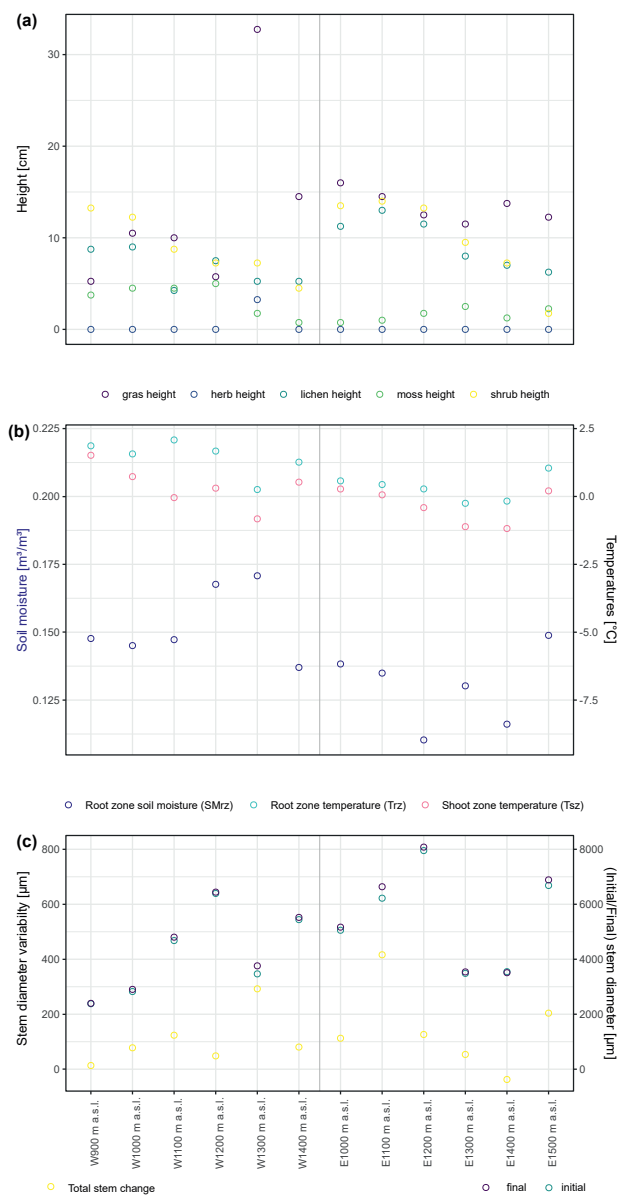 (a)
30
20
10
0
Height [cm]
gras height herb height lichen height moss height shrub heigth
(b)
0.225
0.200
0.175
0.150
0.125
Soil moisture [m³/m³]
2.5
0.0
-2.5
-5.0
-7.5
Temperatures [°C]
Root zone soil moisture (SMrz) Root zone temperature (Trz) Shoot zone temperature (Tsz)
(c)
800
600
400
200
0
Stem diameter variabilty [µm]
8000
6000
4000
2000
0
(Initial/Final) stem
diameter [µm]
W900 m a.s.l.
W1000 m a.s.l.
W1100 m a.s.l.
W1200 m a.s.l.
W1300 m a.s.l.
W1400 m a.s.l.
E1000 m a.s.l.
E1100 m a.s.l.
E1200 m a.s.l.
E1300 m a.s.l.
E1400 m a.s.l.
E1500 m a.s.l.
Total stem change final initial